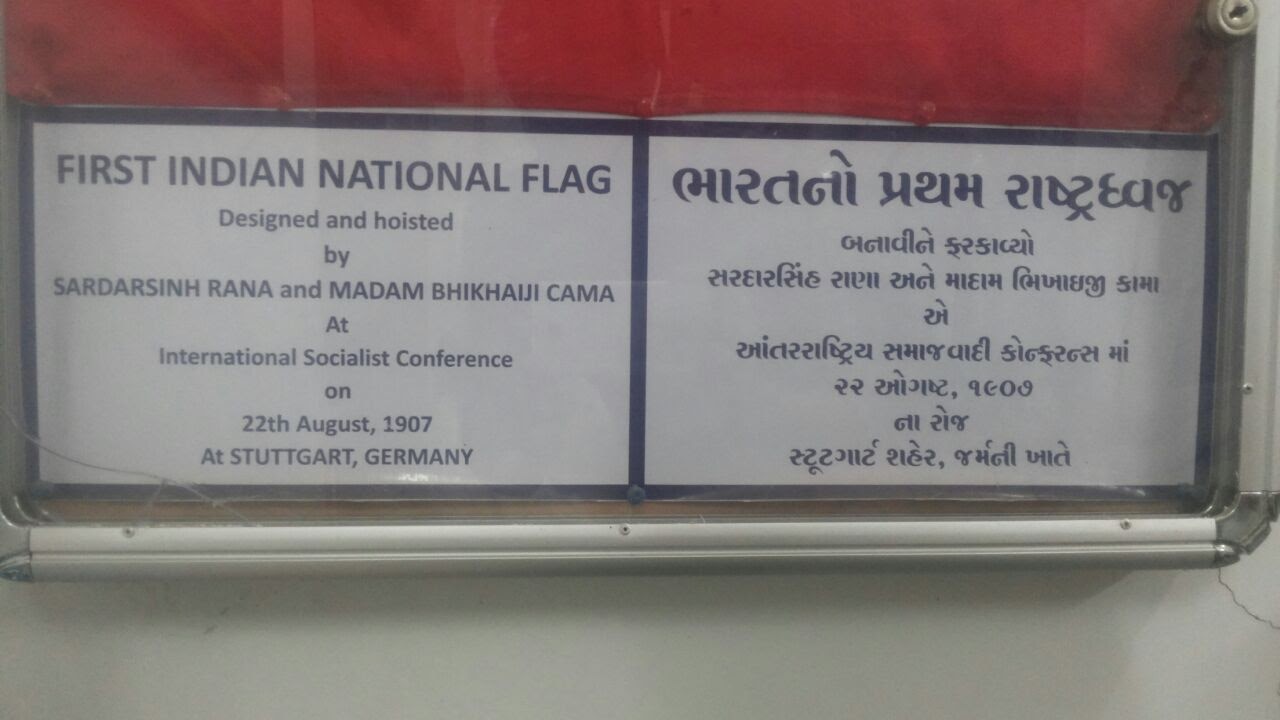 FIRST INDIAN NATIONAL FLAG
Designed and hoisted
by
SARDARSINH RANA and MADAM BHIKHAIJI CAMA
At
International Socialist Conference
on
22th August, 1907
At STUTTGART, GERMANY
ભારતનો પ્રથમ રાષ્ટ્રધ્વજ
બનાવીને ફરકાવ્યો
સરદારસિંહ રાણા અને માદામ ભિખાઇજી કામા
એ
આંતરરાષ્ટ્રિય સમાજવાદી કોન્ફરન્સ માં
૨૨ ઓગષ્ટ, ૧૯૦૭
ના રોજ
સ્ટૂટગાર્ટ શહેર, જર્મની ખાતે